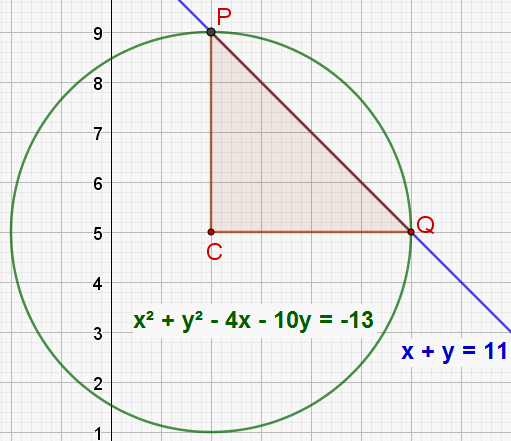 P
9
8
7
6
5
Q
C
4
x² + y² - 4x - 10y = -13
3
x + y = 11
2
1